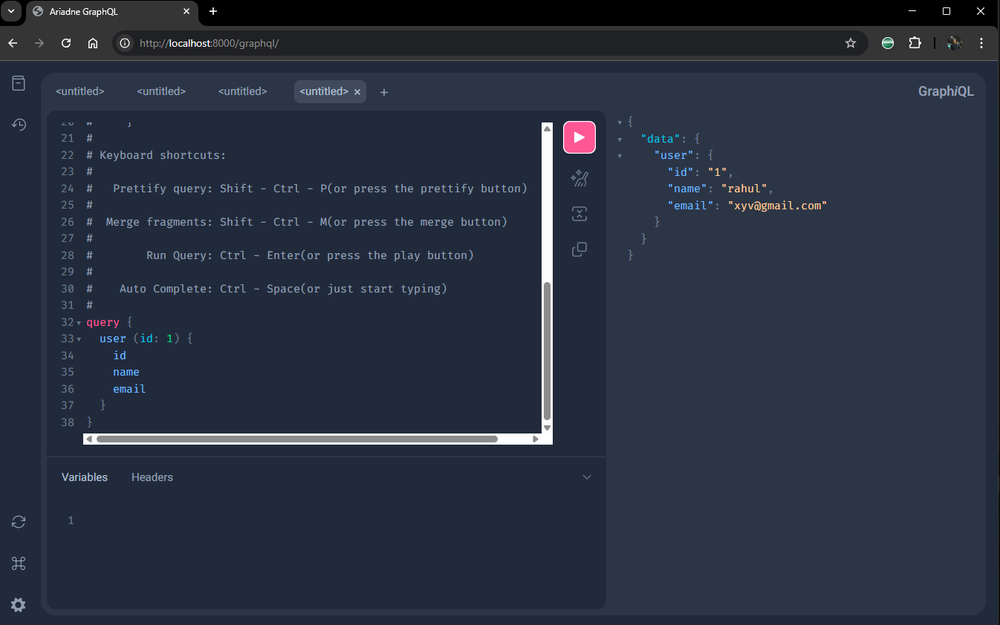 Ariadne GraphQL
http://localhost:8000/graphql/
<untitled>
<untitled>
<untitled>
<untitled>
GraphiQL
20 # }
21 #
22 # Keyboard shortcuts:
23 #
24 #   Prettify query: Shift - Ctrl - P(or press the prettify button)
25 #
26 #  Merge fragments: Shift - Ctrl - M(or press the merge button)
27 #
28 #        Run Query: Ctrl - Enter(or press the play button)
29 #
30 #    Auto Complete: Ctrl - Space(or just start typing)
31 #
32 query {
33   user (id: 1) {
34     id
35     name
36     email
37   }
38 }
Variables Headers
1
{
  "data": {
    "user": {
      "id": "1",
      "name": "rahul",
      "email": "xyv@gmail.com"
    }
  }
}